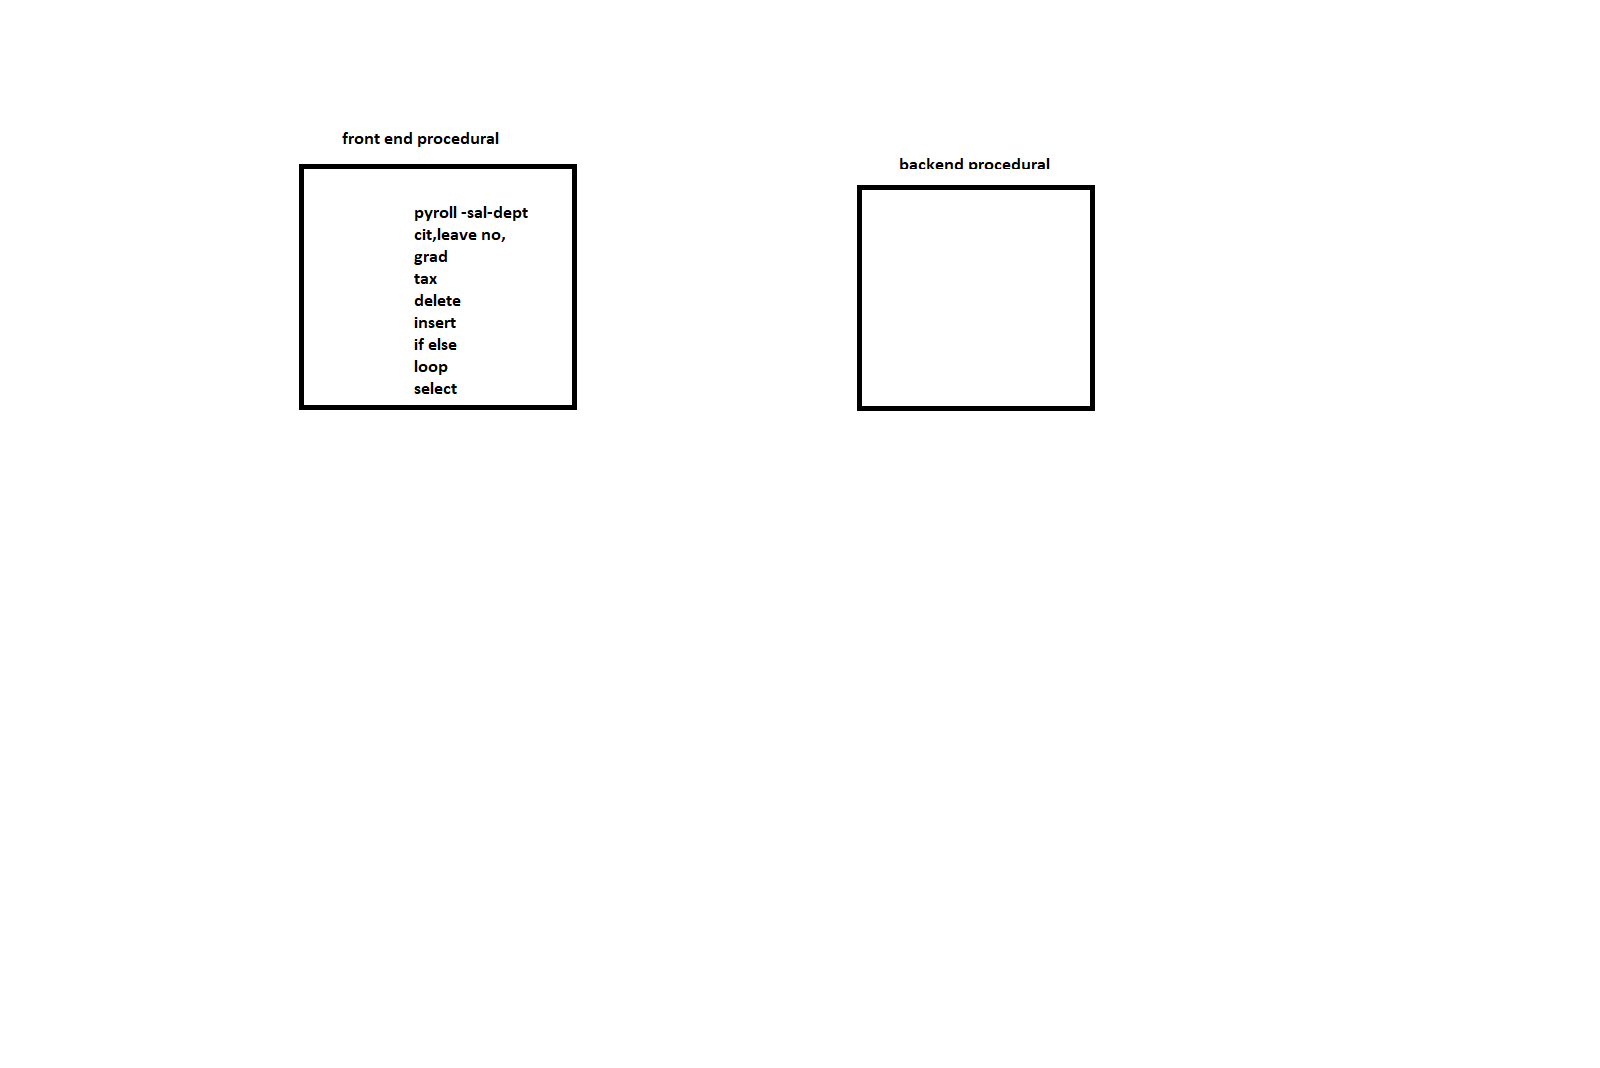 front end procedural
backend procedural
pyroll -sal-dept
cit,leave no,
grad
tax
delete
insert
if else
loop
select